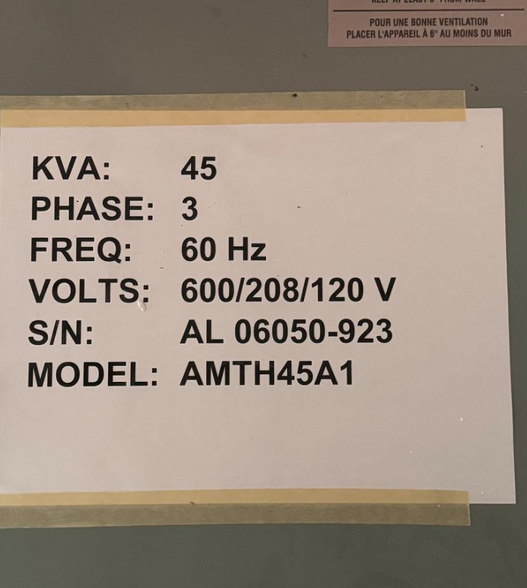 POUR UNE BONNE VENTILATION
PLACER L'APPAREIL À 6" AU MOINS DU MUR
KVA: 45
PHASE: 3
FREQ: 60 Hz
VOLTS: 600/208/120 V
S/N: AL 06050-923
MODEL: AMTH45A1